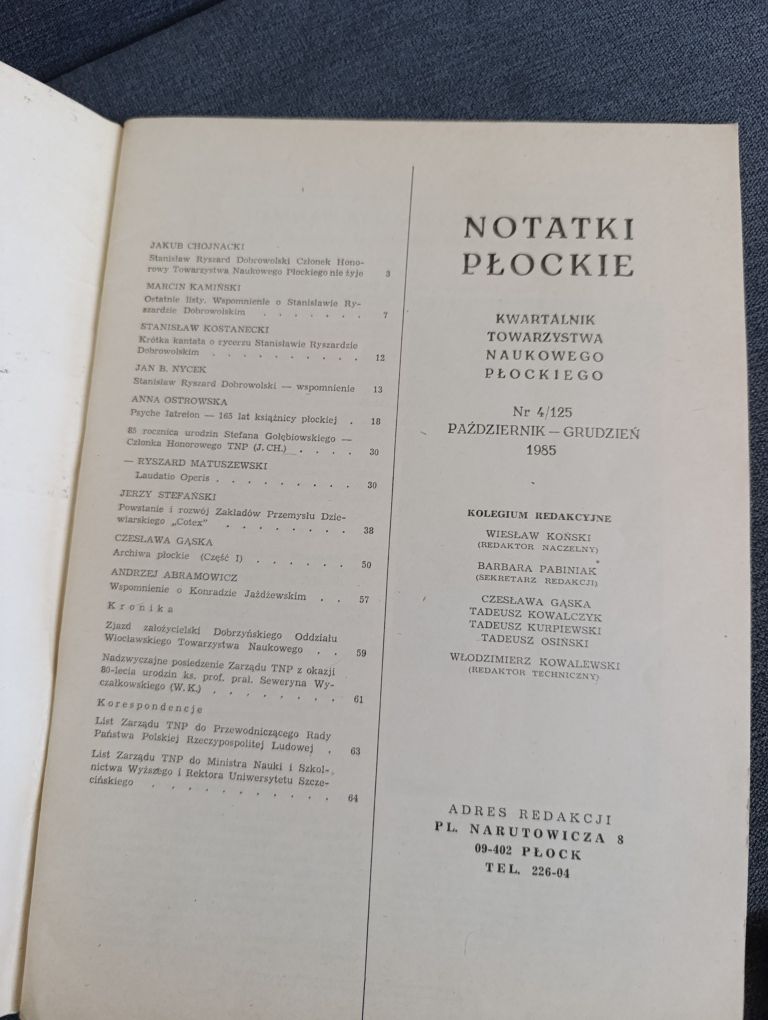 JAKUB CHOJNACKI
Stanisław Ryszard Dobrowolski Członek Hono-
rowy Towarzystwa Naukowego Płockiego nie żyje 3
MARCIN KAMIŃSKI
Ostatnie listy. Wspomnienie o Stanisławie Ry-
szardzie Dobrowolskim . . . . . . . 7
STANISŁAW KOSTANECKI
Krótka kantata o rycerzu Stanisławie Ryszardzie
Dobrowolskim . . . . . . . . . . 12
JAN B. NYCEK
Stanisław Ryszard Dobrowolski — wspomnienie 13
ANNA OSTROWSKA
Psyche Iatreion — 165 lat książnicy płockiej . 18
85 rocznica urodzin Stefana Gołębiowskiego —
Członka Honorowego TNP (J. CH.) . . . . 30
— RYSZARD MATUSZEWSKI
Laudatio Operis . . . . . . . . . 30
JERZY STEFAŃSKI
Powstanie i rozwój Zakładów Przemysłu Dzie-
wiarskiego „Cotex” . . . . . . . . 38
CZESŁAWA GĄSKA
Archiwa płockie (Część I) . . . . . . 50
ANDRZEJ ABRAMOWICZ
Wspomnienie o Konradzie Jażdżewskim . . 57
Kronika
Zjazd założycielski Dobrzyńskiego Oddziału
Włocławskiego Towarzystwa Naukowego . . 59
Nadzwyczajne posiedzenie Zarządu TNP z okazji
80-lecia urodzin ks. prof. prał. Seweryna Wy-
czałkowskiego (W. K.) . . . . . . . . 61
Korespondencje
List Zarządu TNP do Przewodniczącego Rady
Państwa Polskiej Rzeczypospolitej Ludowej . 63
List Zarządu TNP do Ministra Nauki i Szkol-
nictwa Wyższego i Rektora Uniwersytetu Szcze-
cińskiego . . . . . . . . . . . 64
NOTATKI
PŁOCKIE
KWARTALNIK
TOWARZYSTWA
NAUKOWEGO
PŁOCKIEGO
Nr 4/125
PAŹDZIERNIK — GRUDZIEŃ
1985
KOLEGIUM REDAKCYJNE
WIESŁAW KOŃSKI
(REDAKTOR NACZELNY)
BARBARA PABINIAK
(SEKRETARZ REDAKCJI)
CZESŁAWA GĄSKA
TADEUSZ KOWALCZYK
TADEUSZ KURPIEWSKI
TADEUSZ OSIŃSKI
WŁODZIMIERZ KOWALEWSKI
(REDAKTOR TECHNICZNY)
ADRES REDAKCJI
PL. NARUTOWICZA 8
09-402 PŁOCK
TEL. 226-04